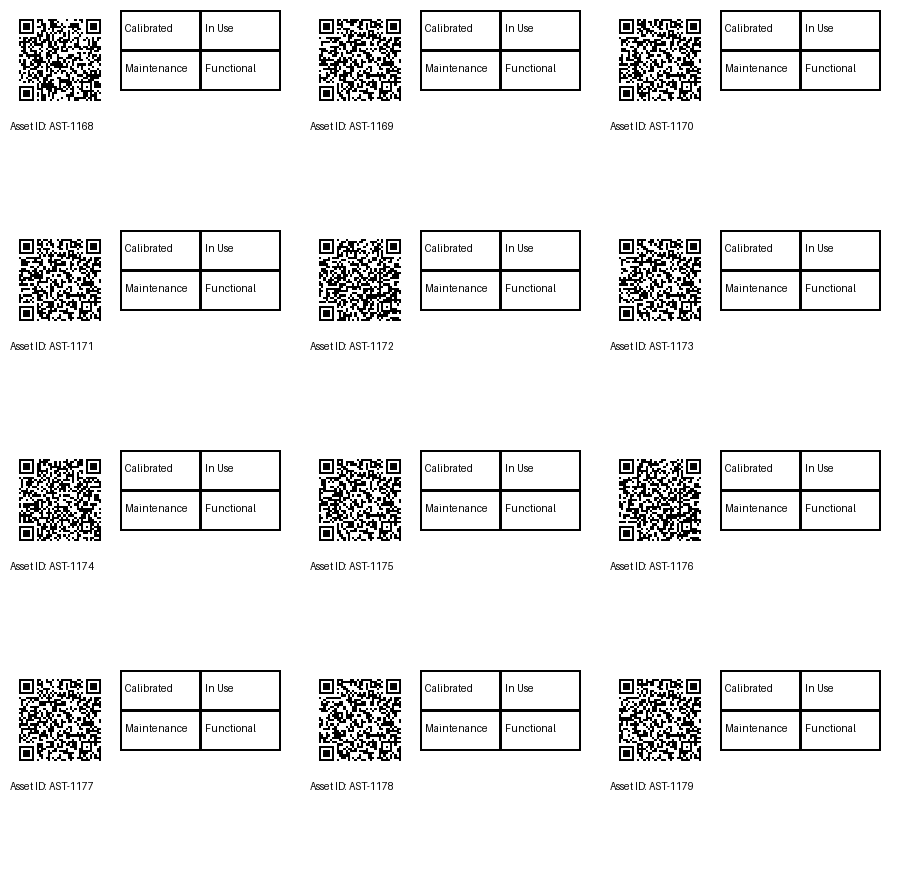 Calibrated In Use Calibrated In Use Calibrated In Use
Maintenance Functional Maintenance Functional Maintenance Functional
Asset ID: AST-1168 Asset ID: AST-1169 Asset ID: AST-1170
Calibrated In Use Calibrated In Use Calibrated In Use
Maintenance Functional Maintenance Functional Maintenance Functional
Asset ID: AST-1171 Asset ID: AST-1172 Asset ID: AST-1173
Calibrated In Use Calibrated In Use Calibrated In Use
Maintenance Functional Maintenance Functional Maintenance Functional
Asset ID: AST-1174 Asset ID: AST-1175 Asset ID: AST-1176
Calibrated In Use Calibrated In Use Calibrated In Use
Maintenance Functional Maintenance Functional Maintenance Functional
Asset ID: AST-1177 Asset ID: AST-1178 Asset ID: AST-1179